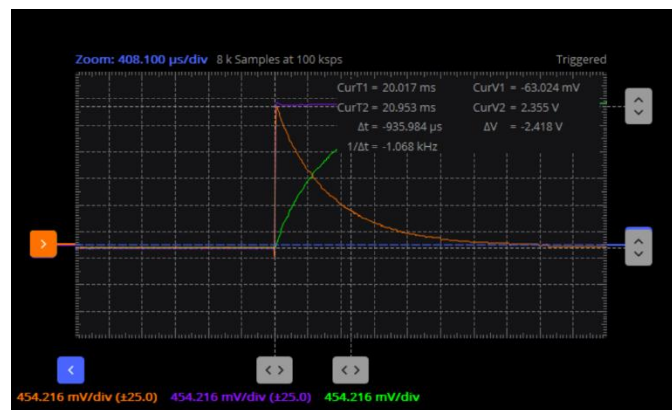 Zoom: 408.100 µs/div 8 k Samples at 100 ksps Triggered
CurT1 = 20.017 ms CurV1 = -63.024 mV
CurT2 = 20.953 ms CurV2 = 2.355 V
Δt = -935.984 µs ΔV = -2.418 V
1/Δt = -1.068 kHz
454.216 mV/div (±25.0) 454.216 mV/div (±25.0) 454.216 mV/div